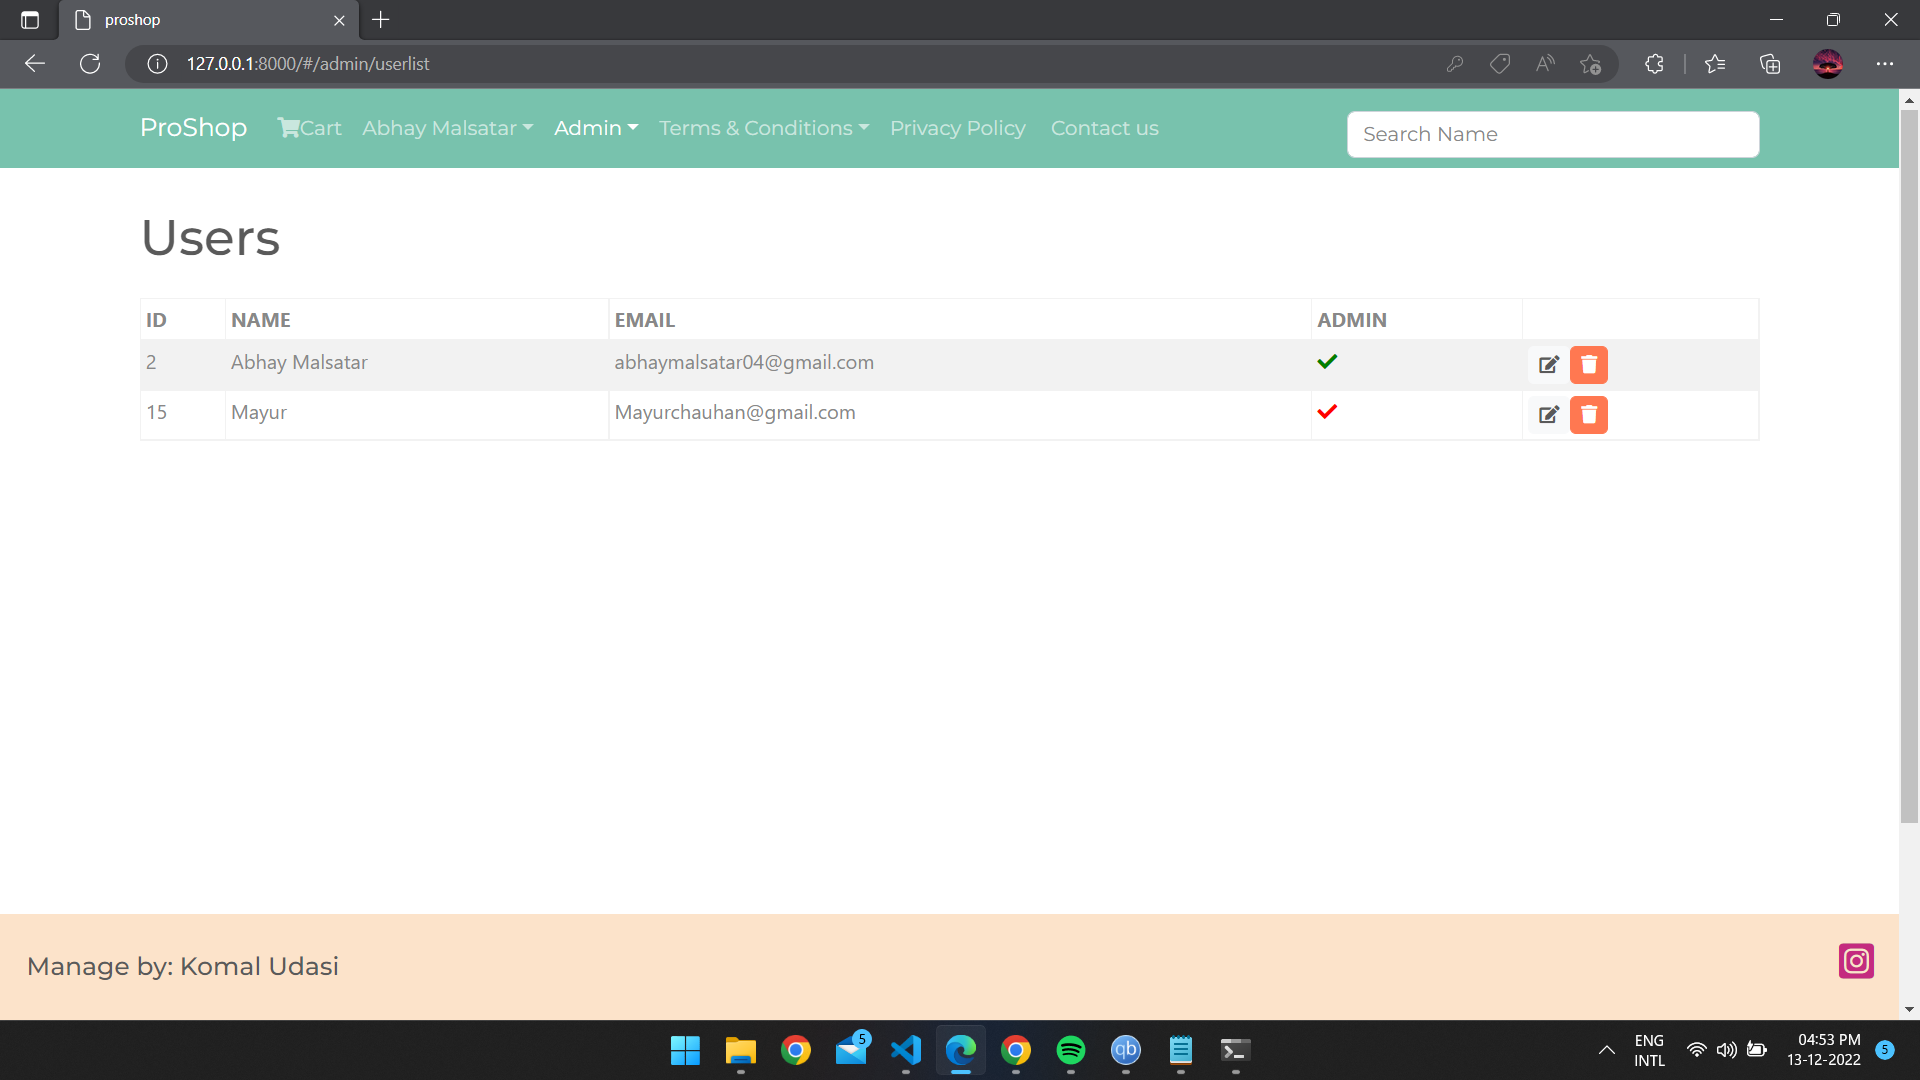 proshop
127.0.0.1:8000/#/admin/userlist
ProShop Cart Abhay Malsatar Admin Terms & Conditions Privacy Policy Contact us Search Name
Users
ID NAME EMAIL ADMIN
2 Abhay Malsatar abhaymalsatar04@gmail.com
15 Mayur Mayurchauhan@gmail.com
Manage by: Komal Udasi
5
qb
ENG
INTL
04:53 PM
13-12-2022
5